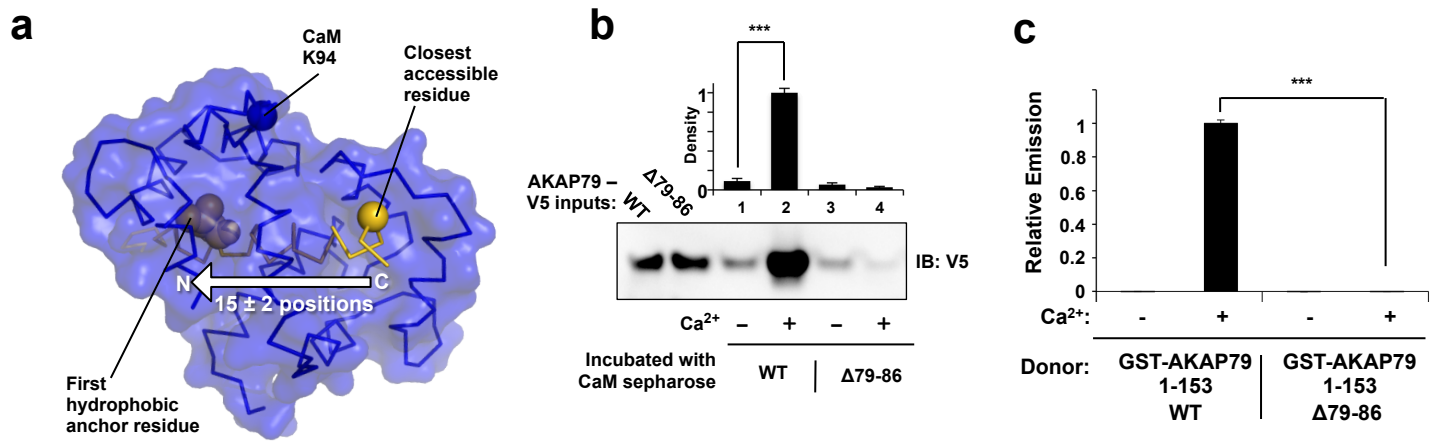 a
CaM
K94
Closest
accessible
residue
N
C
15 ± 2 positions
First
hydrophobic
anchor residue
b
***
Density
1
0
AKAP79 –
V5 inputs:
WT
Δ79-86
1 2 3 4
IB: V5
Ca²⁺ – + – +
Incubated with
CaM sepharose
WT | Δ79-86
c
***
Relative Emission
1
0.8
0.6
0.4
0.2
0
Ca²⁺: - + - +
Donor:
GST-AKAP79
1-153
WT
GST-AKAP79
1-153
Δ79-86